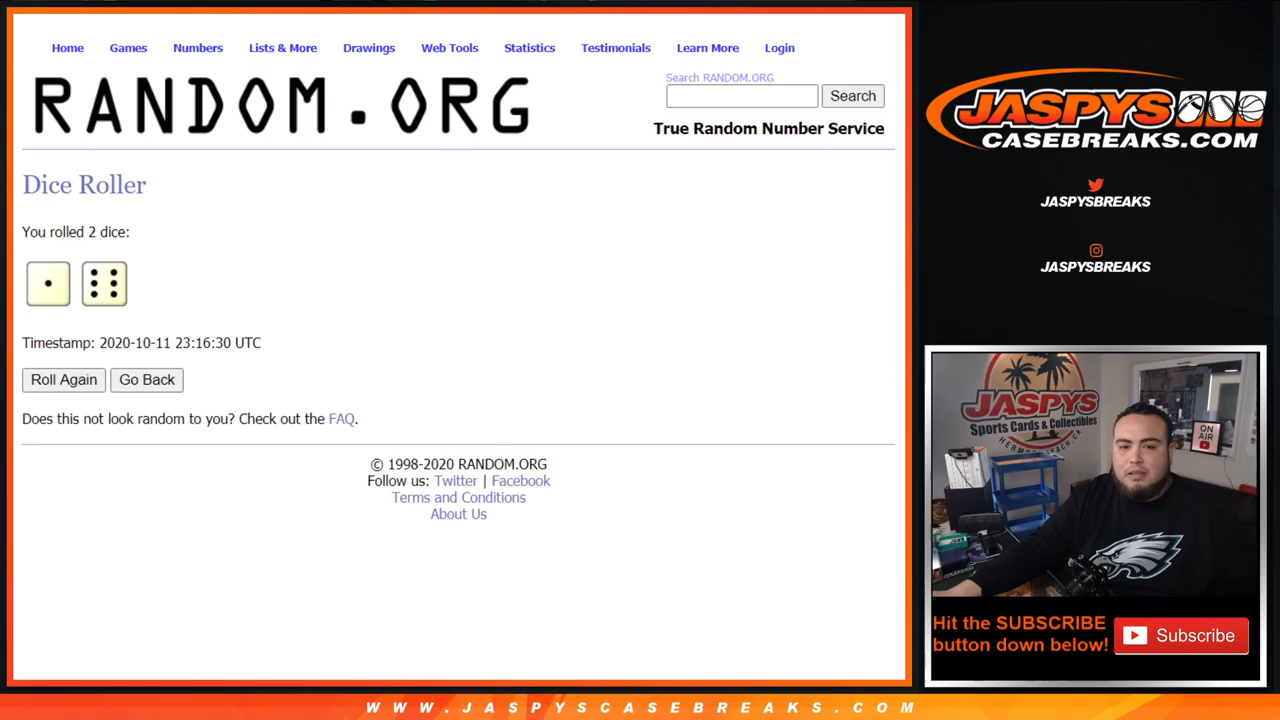 Home Games Numbers Lists & More Drawings Web Tools Statistics Testimonials Learn More Login
RANDOM.ORG
Search RANDOM.ORG
Search
True Random Number Service
Dice Roller
You rolled 2 dice:
Timestamp: 2020-10-11 23:16:30 UTC
Roll Again Go Back
Does this not look random to you? Check out the FAQ.
© 1998-2020 RANDOM.ORG
Follow us: Twitter | Facebook
Terms and Conditions
About Us
JASPYS
CASEBREAKS.COM
JASPYSBREAKS
JASPYSBREAKS
JASPYS
Sports Cards & Collectibles
HERMOSA BEACH, CA
ON
AIR
Hit the SUBSCRIBE
button down below!
Subscribe
WWW.JASPYSCASEBREAKS.COM